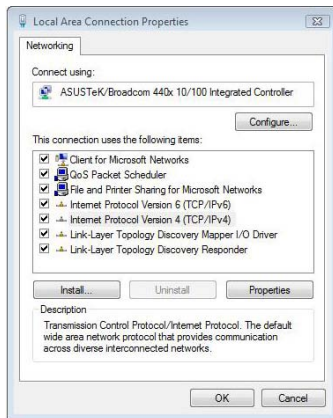 Local Area Connection Properties
Networking
Connect using:
ASUSTeK/Broadcom 440x 10/100 Integrated Controller
Configure...
This connection uses the following items:
Client for Microsoft Networks
QoS Packet Scheduler
File and Printer Sharing for Microsoft Networks
Internet Protocol Version 6 (TCP/IPv6)
Internet Protocol Version 4 (TCP/IPv4)
Link-Layer Topology Discovery Mapper I/O Driver
Link-Layer Topology Discovery Responder
Install... Uninstall Properties
Description
Transmission Control Protocol/Internet Protocol. The default
wide area network protocol that provides communication
across diverse interconnected networks.
OK Cancel